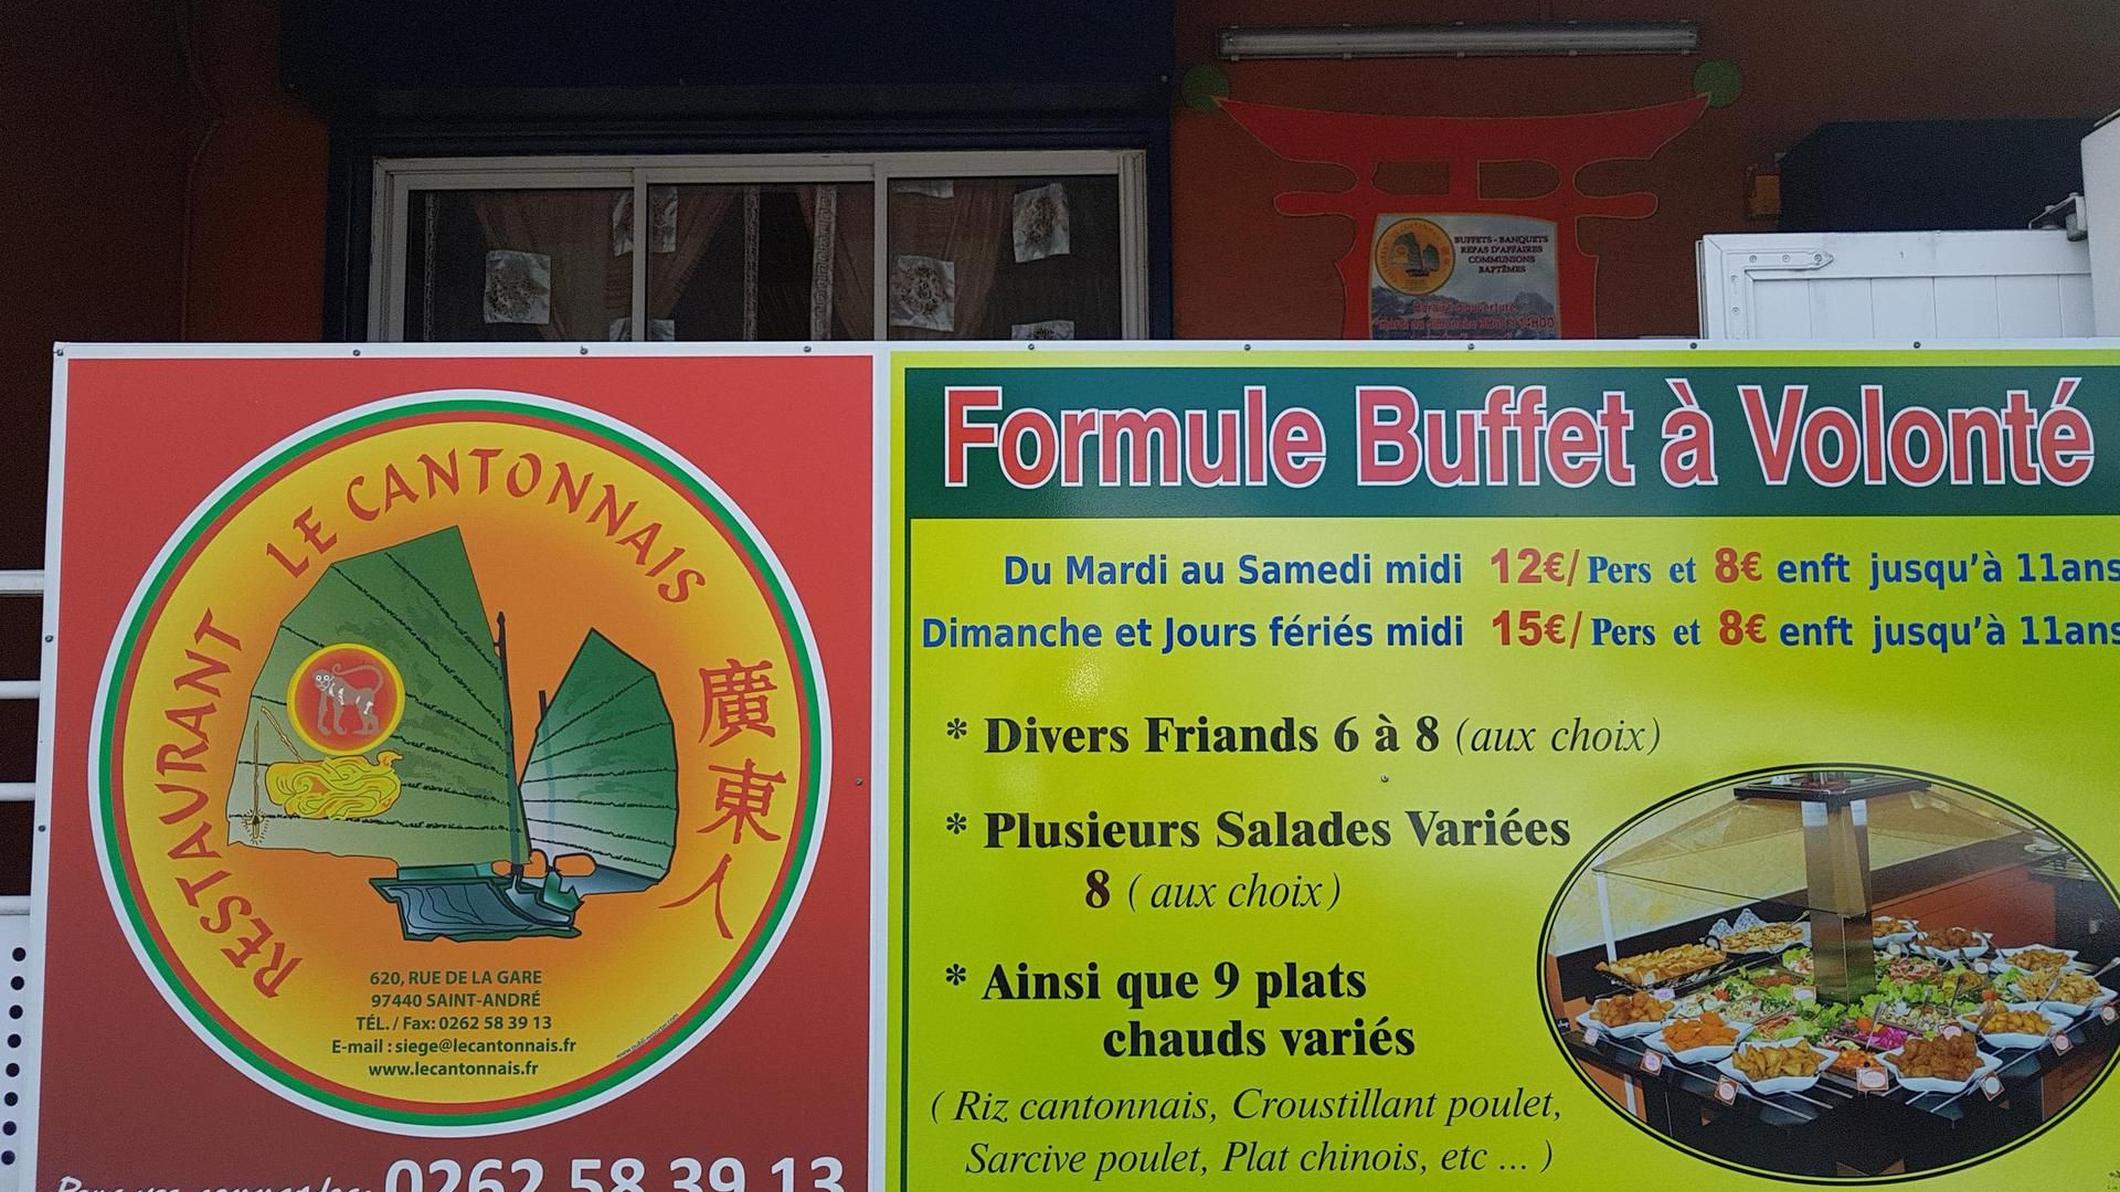 BUFFETS - BANQUETS
REPAS D'AFFAIRES
COMMUNIONS
BAPTÊMES
RESTAURANT LE CANTONNAIS
廣東人
620, RUE DE LA GARE
97440 SAINT-ANDRÉ
TÉL. / Fax: 0262 58 39 13
E-mail : siege@lecantonnais.fr
www.lecantonnais.fr
0262 58 39 13
Formule Buffet à Volonté
Du Mardi au Samedi midi 12€/ Pers et 8€ enft jusqu'à 11ans
Dimanche et Jours fériés midi 15€/ Pers et 8€ enft jusqu'à 11ans
* Divers Friands 6 à 8 (aux choix)
* Plusieurs Salades Variées
8 ( aux choix)
* Ainsi que 9 plats
chauds variés
( Riz cantonnais, Croustillant poulet,
Sarcive poulet, Plat chinois, etc ... )